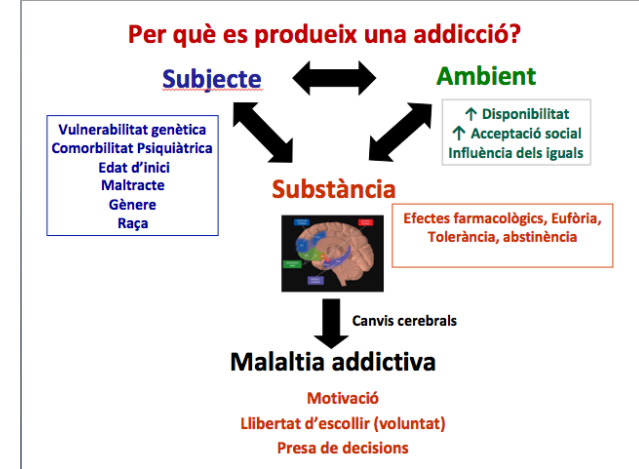 Per què es produeix una addicció?
Subjecte
Ambient
Vulnerabilitat genètica
Comorbilitat Psiquiàtrica
Edat d'inici
Maltracte
Gènere
Raça
↑ Disponibilitat
↑ Acceptació social
Influència dels iguals
Substància
Efectes farmacològics, Eufòria,
Tolerància, abstinència
Canvis cerebrals
Malaltia addictiva
Motivació
Llibertat d'escollir (voluntat)
Presa de decisions